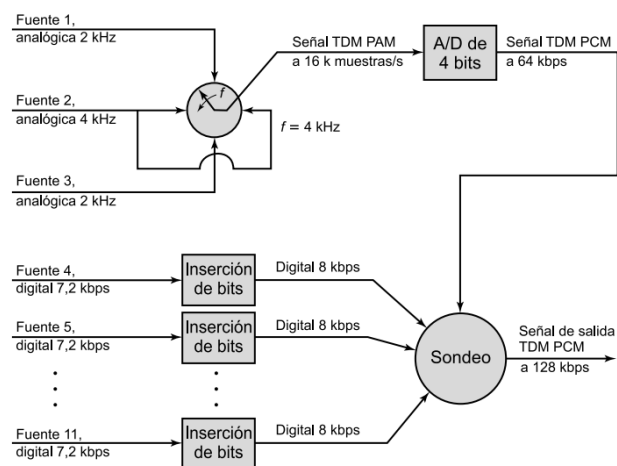 Fuente 1,
analógica 2 kHz
Fuente 2,
analógica 4 kHz
Fuente 3,
analógica 2 kHz
f
f = 4 kHz
Señal TDM PAM
a 16 k muestras/s
A/D de
4 bits
Señal TDM PCM
a 64 kbps
Fuente 4,
digital 7,2 kbps
Inserción
de bits
Digital 8 kbps
Fuente 5,
digital 7,2 kbps
Inserción
de bits
Digital 8 kbps
Fuente 11,
digital 7,2 kbps
Inserción
de bits
Digital 8 kbps
Sondeo
Señal de salida
TDM PCM
a 128 kbps